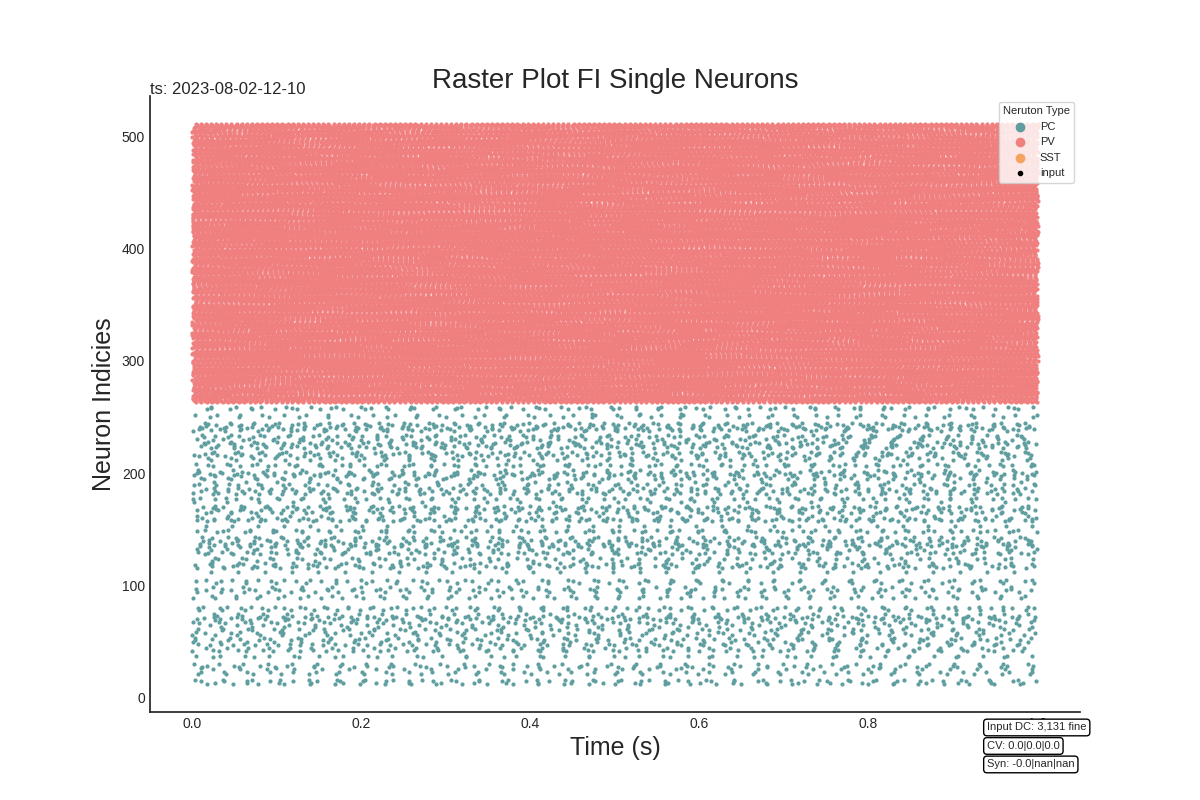 Raster Plot FI Single Neurons
ts: 2023-08-02-12-10
Neruton Type
PC
PV
SST
input
500
400
300
200
100
0
Neuron Indicies
0.0 0.2 0.4 0.6 0.8
Time (s)
Input DC: 3,131 fine
CV: 0.0|0.0|0.0
Syn: -0.0|nan|nan